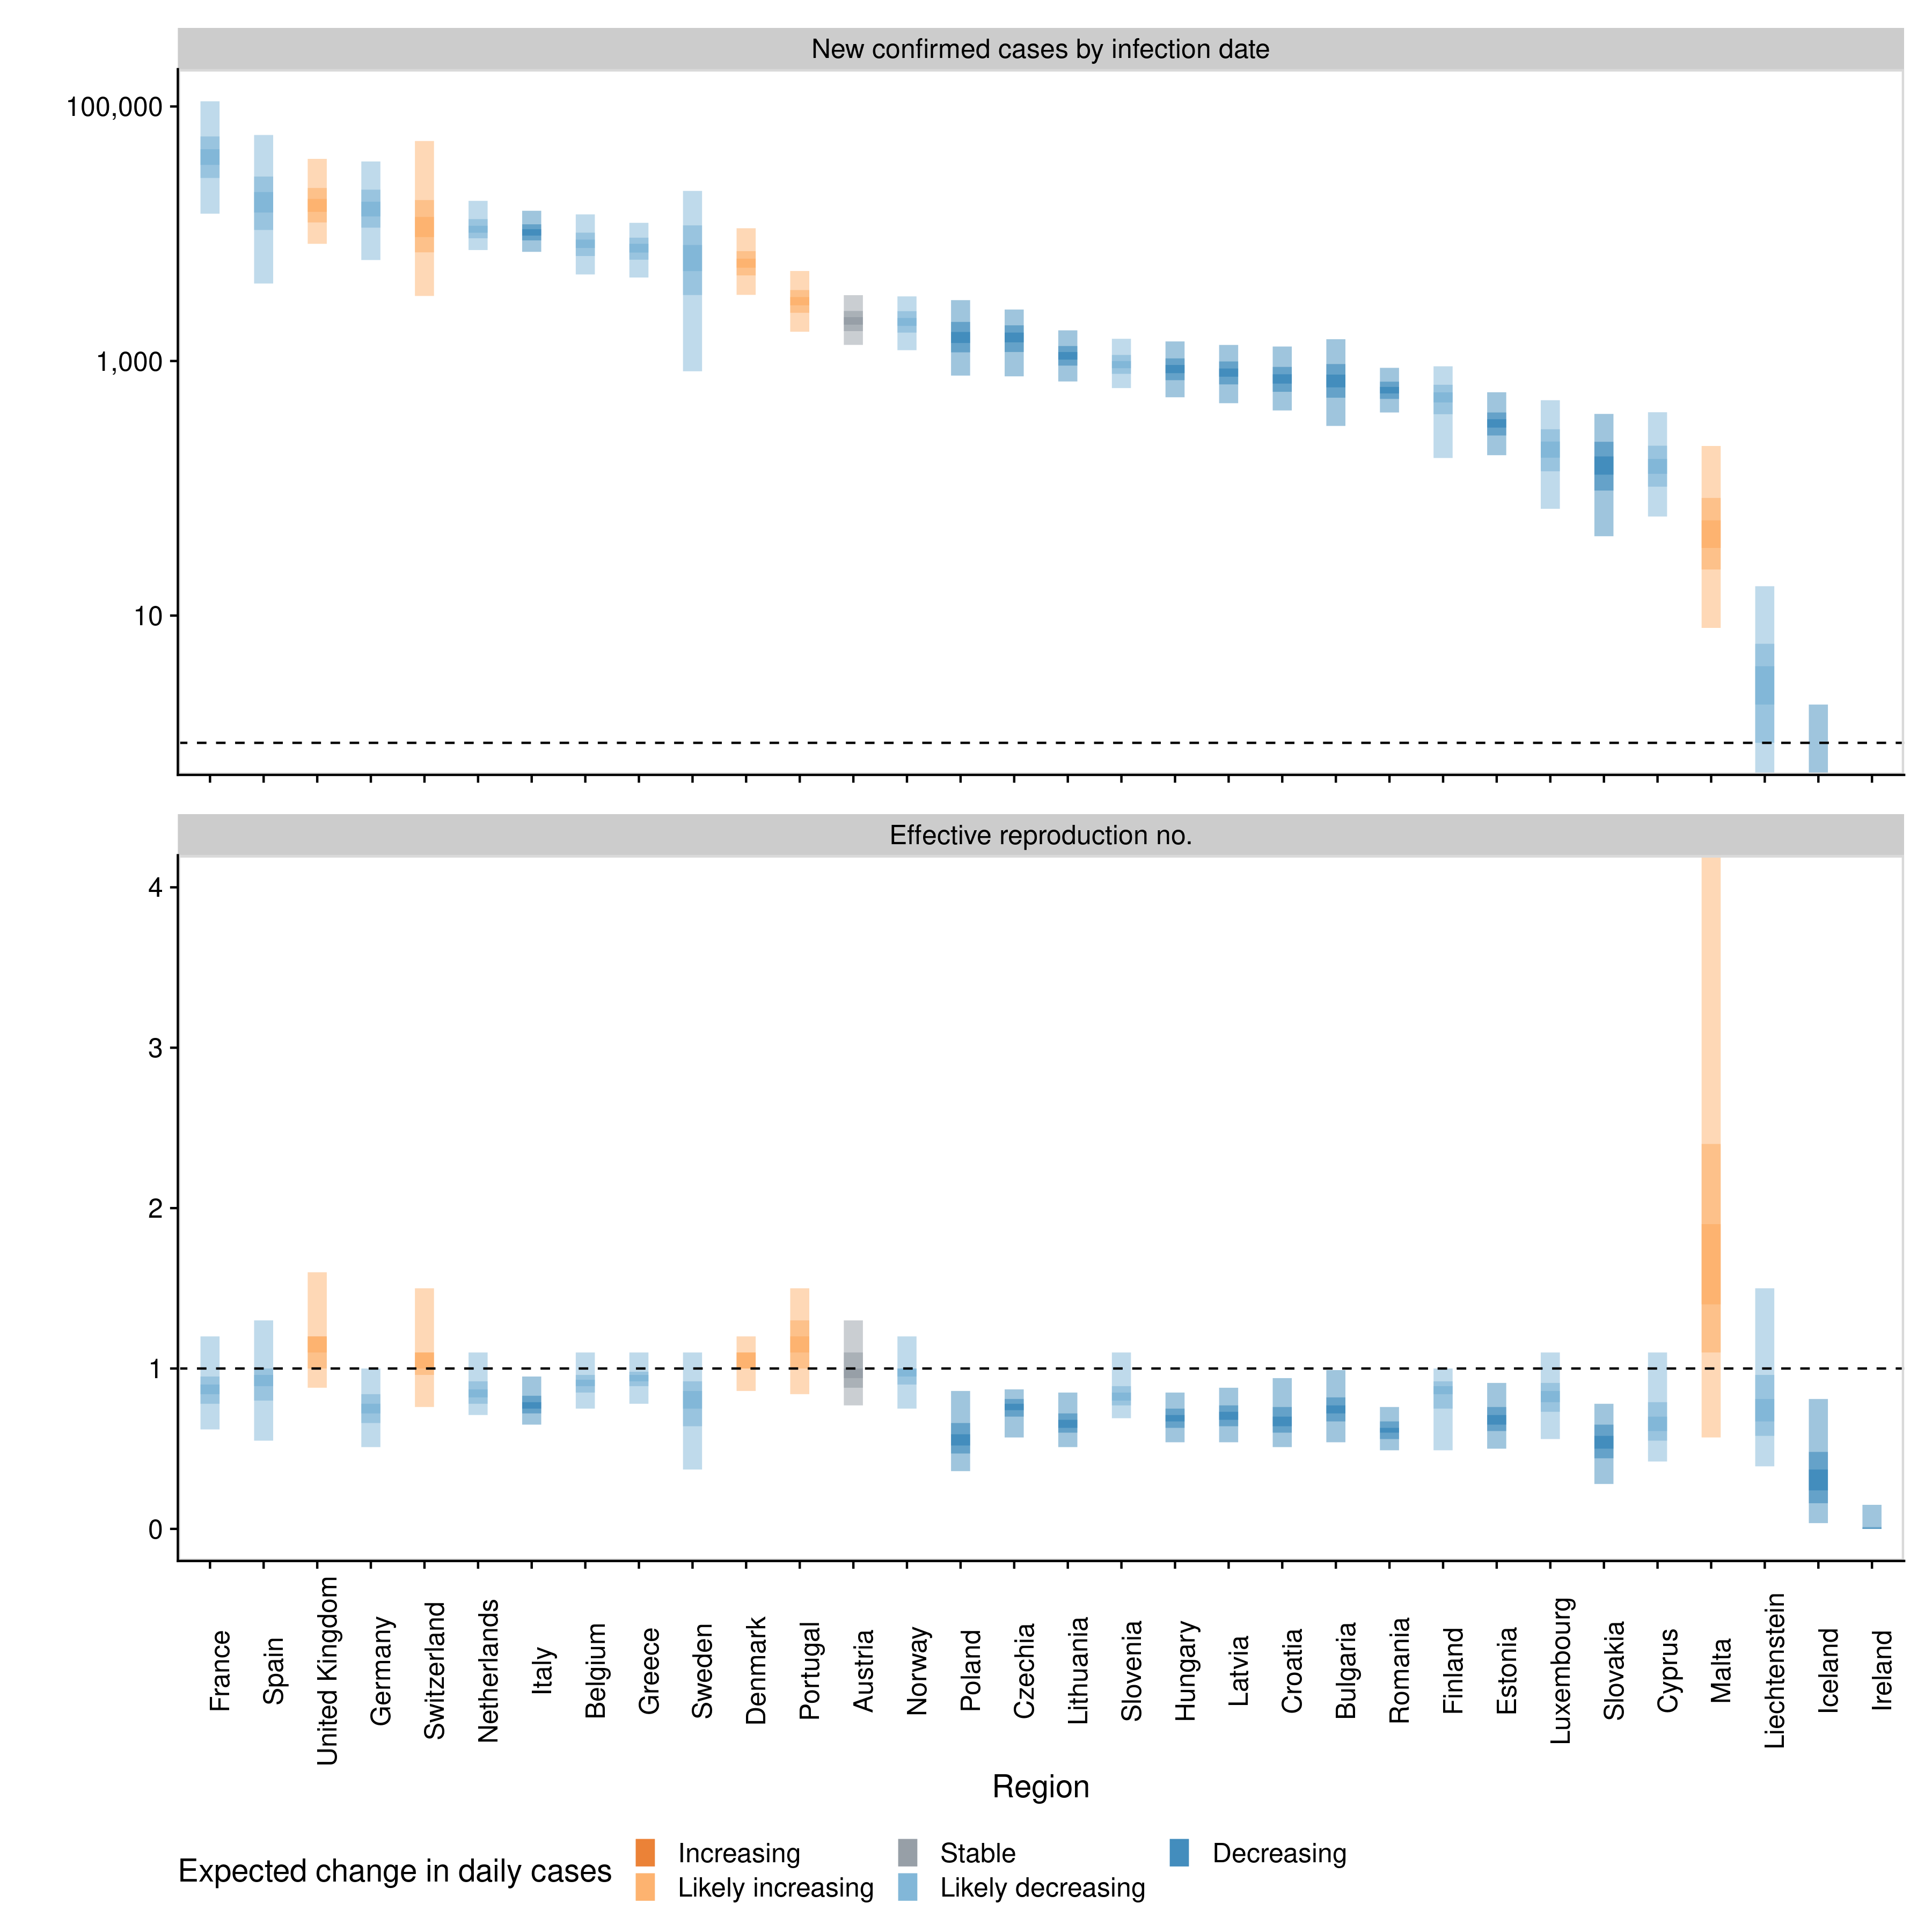 New confirmed cases by infection date
100,000
1,000
10
Effective reproduction no.
4
3
2
1
0
France
Spain
United Kingdom
Germany
Switzerland
Netherlands
Italy
Belgium
Greece
Sweden
Denmark
Portugal
Austria
Norway
Poland
Czechia
Lithuania
Slovenia
Hungary
Latvia
Croatia
Bulgaria
Romania
Finland
Estonia
Luxembourg
Slovakia
Cyprus
Malta
Liechtenstein
Iceland
Ireland
Region
Expected change in daily cases
Increasing
Stable
Decreasing
Likely increasing
Likely decreasing